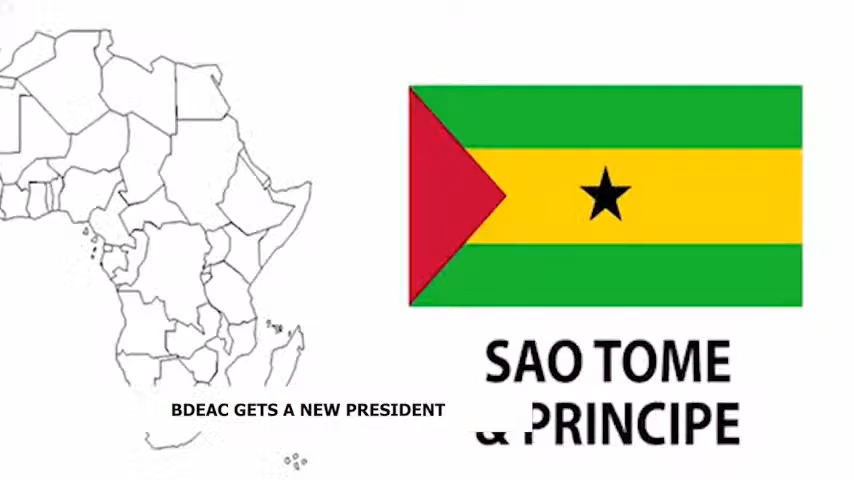 SAO TOME
& PRINCIPE
BDEAC GETS A NEW PRESIDENT